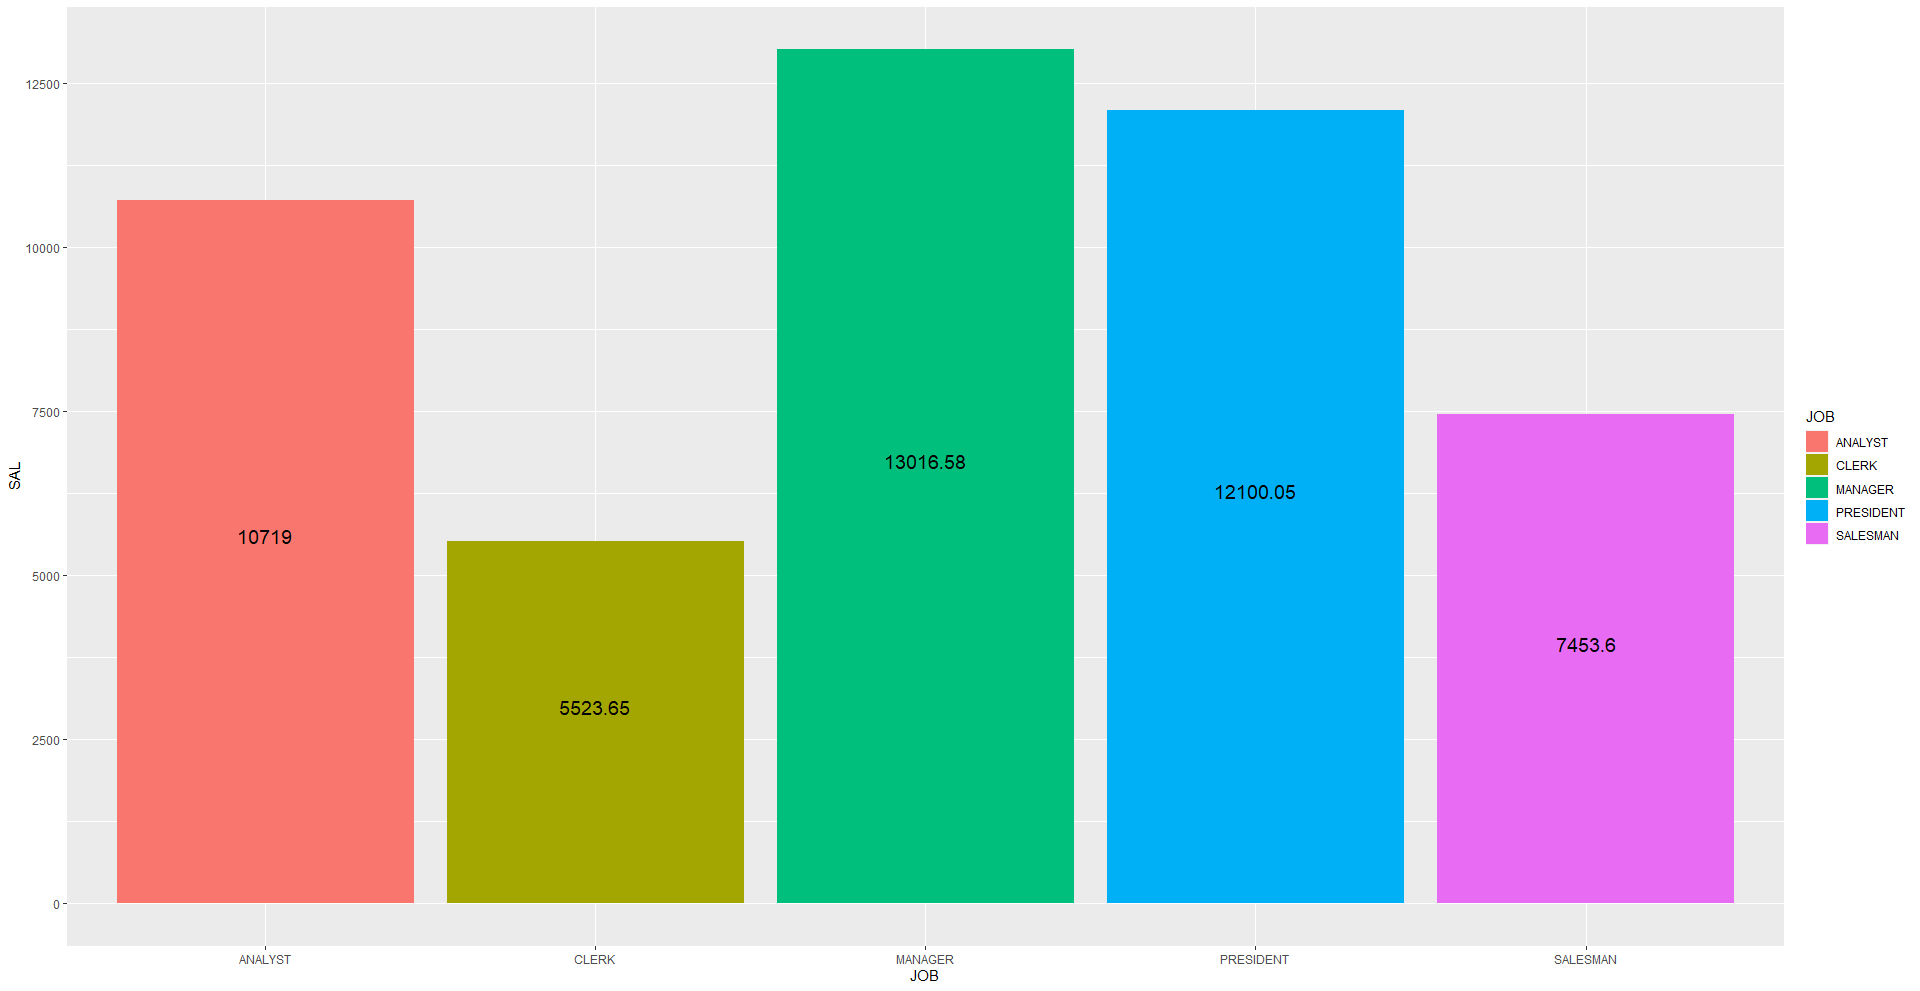 12500
10000
7500
5000
2500
0
SAL
10719
5523.65
13016.58
12100.05
7453.6
ANALYST
CLERK
MANAGER
PRESIDENT
SALESMAN
JOB
JOB
ANALYST
CLERK
MANAGER
PRESIDENT
SALESMAN